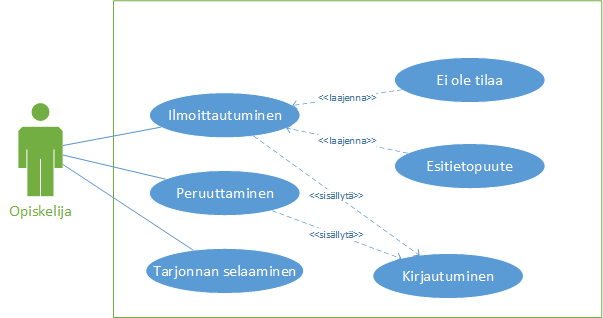 Ei ole tilaa
<<laajenna>>
Ilmoittautuminen
<<laajenna>>
Esitietopuute
Peruuttaminen
<<sisällytä>>
Opiskelija
<<sisällytä>>
Tarjonnan selaaminen
Kirjautuminen